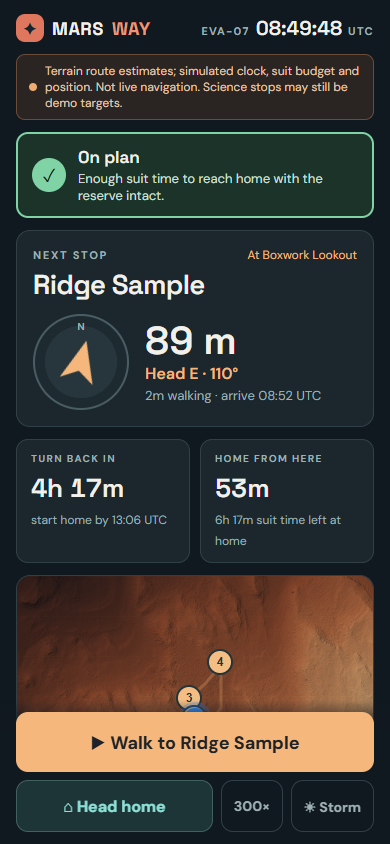 ✦ MARS WAY EVA-07 08:49:48 UTC
Terrain route estimates; simulated clock, suit budget and
position. Not live navigation. Science stops may still be
demo targets.
✓ On plan
Enough suit time to reach home with the
reserve intact.
NEXT STOP At Boxwork Lookout
Ridge Sample
N
89 m
Head E · 110°
2m walking · arrive 08:52 UTC
TURN BACK IN
4h 17m
start home by 13:06 UTC
HOME FROM HERE
53m
6h 17m suit time left at
home
4
3
▶ Walk to Ridge Sample
⌂ Head home 300× ☀ Storm